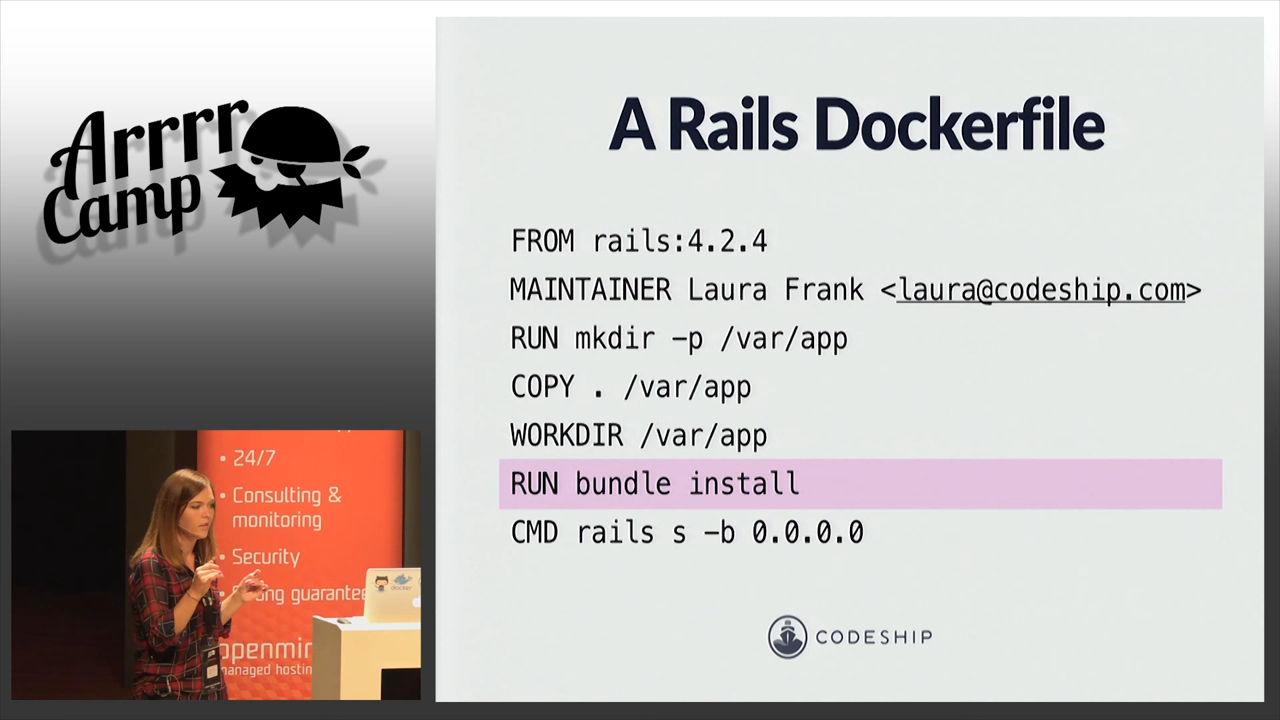 Arrrr
Camp
A Rails Dockerfile
FROM rails:4.2.4
MAINTAINER Laura Frank <laura@codeship.com>
RUN mkdir -p /var/app
COPY . /var/app
WORKDIR /var/app
RUN bundle install
CMD rails s -b 0.0.0.0
CODESHIP
• 24/7
• Consulting &
monitoring
• Security
• guarantee
docker